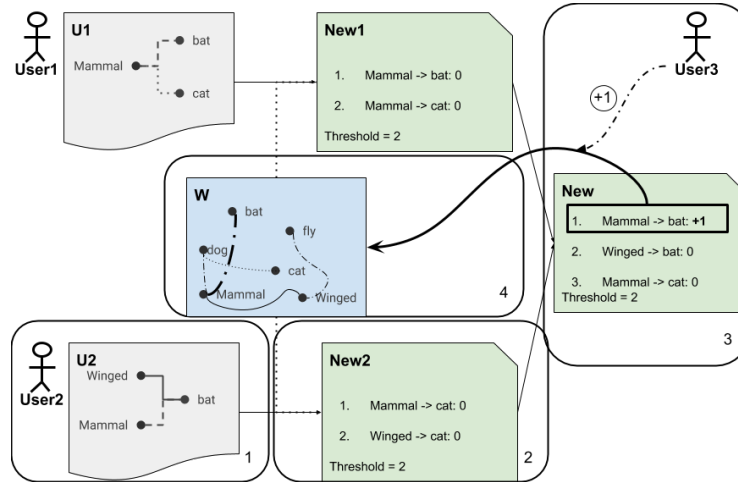 User1
U1
Mammal
bat
cat
New1
1. Mammal -> bat: 0
2. Mammal -> cat: 0
Threshold = 2
User3
+1
W
bat
fly
dog
cat
Mammal
Winged
4
New
1. Mammal -> bat: +1
2. Winged -> bat: 0
3. Mammal -> cat: 0
Threshold = 2
3
User2
U2
Winged
bat
Mammal
1
New2
1. Mammal -> cat: 0
2. Winged -> cat: 0
Threshold = 2
2